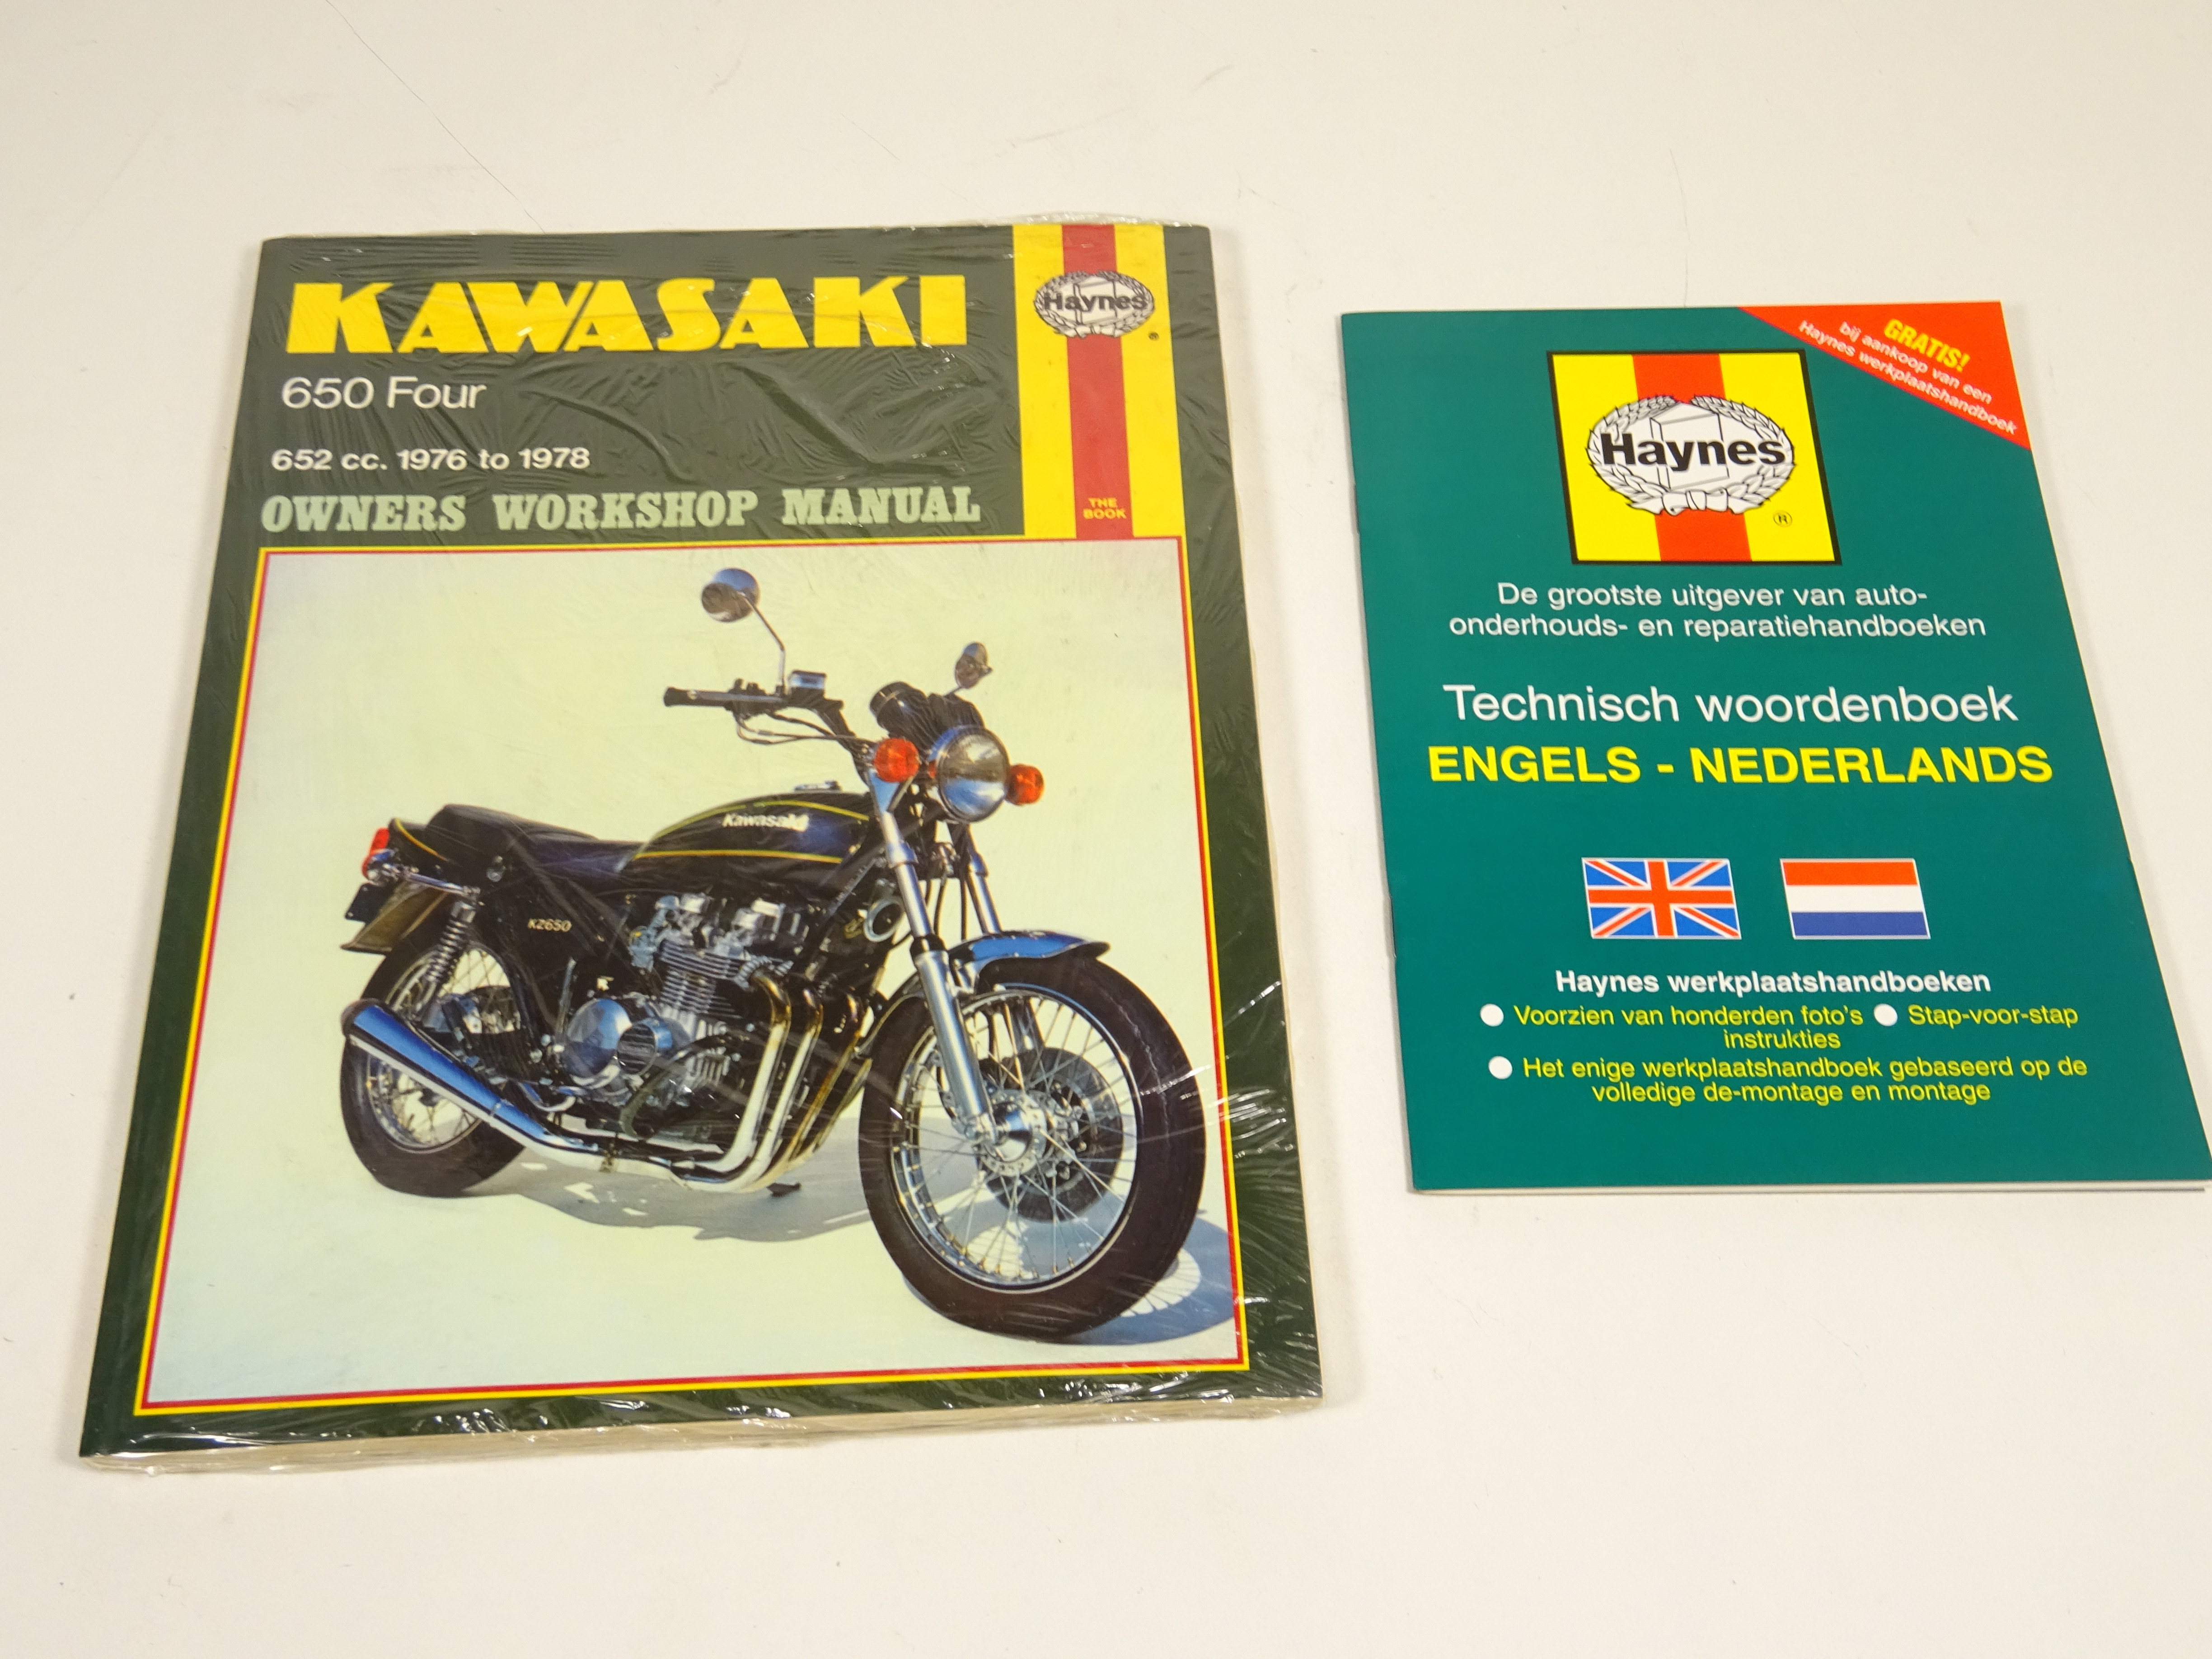 KAWASAKI
650 Four
652 cc. 1976 to 1978
OWNERS WORKSHOP MANUAL
Haynes
®
THE
BOOK
Kawasaki
KZ650
GRATIS!
bij aankoop van een
Haynes werkplaatshandboek
Haynes
®
De grootste uitgever van auto-
onderhouds- en reparatiehandboeken
Technisch woordenboek
ENGELS - NEDERLANDS
Haynes werkplaatshandboeken
● Voorzien van honderden foto's ● Stap-voor-stap
instrukties
● Het enige werkplaatshandboek gebaseerd op de
volledige de-montage en montage